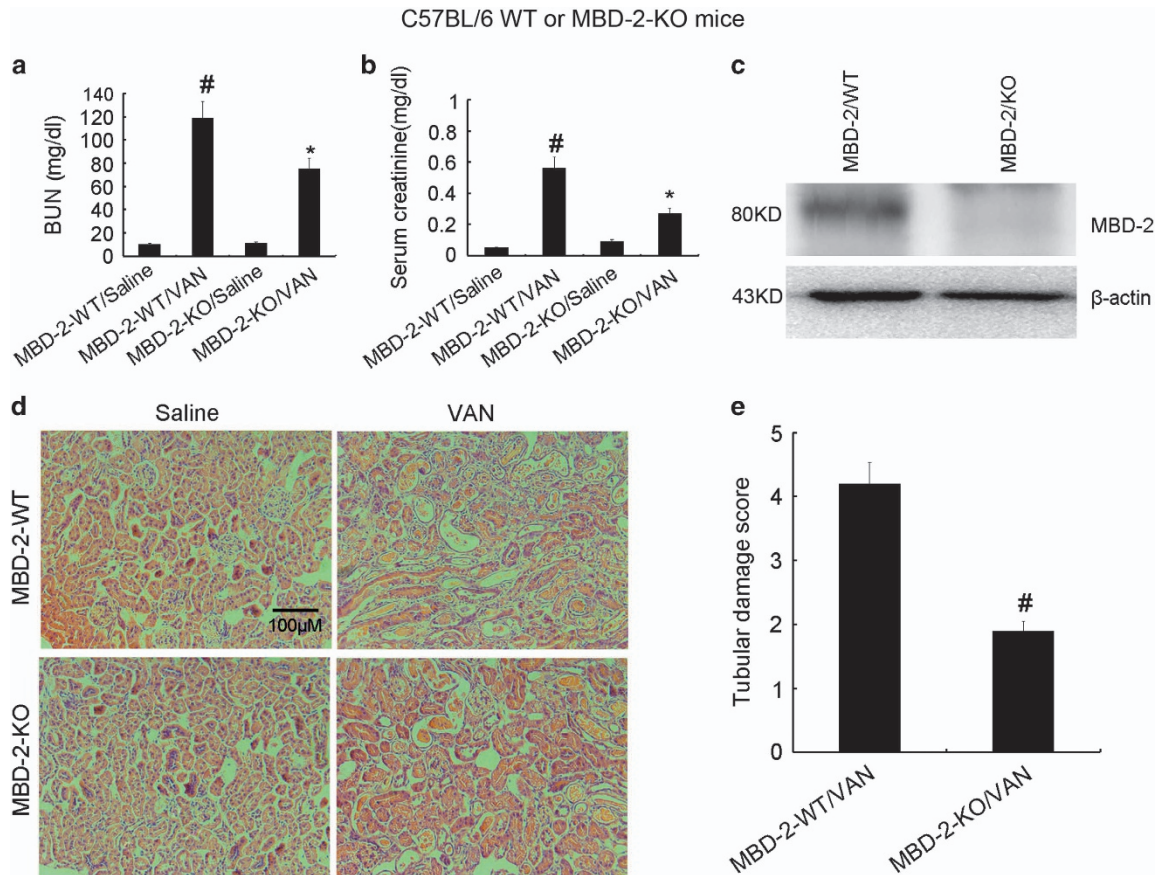 C57BL/6 WT or MBD-2-KO mice
a
#
*
140
120
100
80
60
40
20
0
BUN (mg/dl)
MBD-2-WT/Saline
MBD-2-WT/VAN
MBD-2-KO/Saline
MBD-2-KO/VAN
b
#
*
1
0.8
0.6
0.4
0.2
0
Serum creatinine(mg/dl)
MBD-2-WT/Saline
MBD-2-WT/VAN
MBD-2-KO/Saline
MBD-2-KO/VAN
c
MBD-2/WT
MBD-2/KO
80KD
MBD-2
43KD
β-actin
d
Saline
VAN
MBD-2-WT
100μM
MBD-2-KO
e
5
4
3
2
1
0
#
Tubular damage score
MBD-2-WT/VAN
MBD-2-KO/VAN